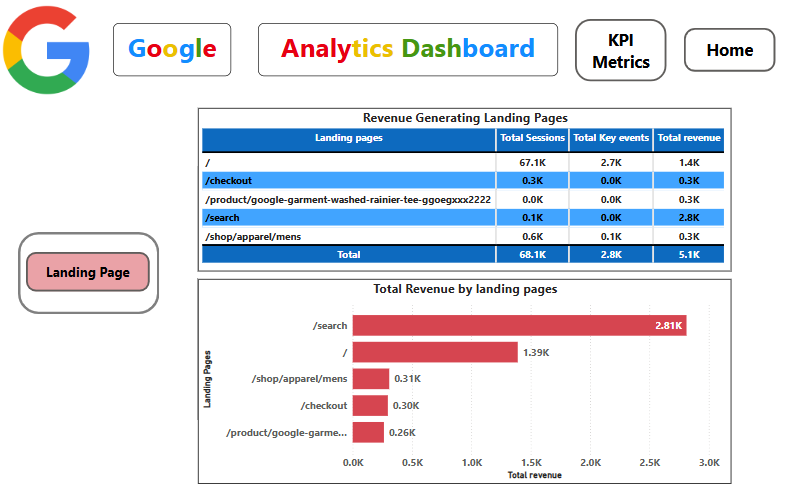 Google
Analytics Dashboard
KPI
Metrics
Home
Revenue Generating Landing Pages
Landing pages Total Sessions Total Key events Total revenue
/ 67.1K 2.7K 1.4K
/checkout 0.3K 0.0K 0.3K
/product/google-garment-washed-rainier-tee-ggoegxxx2222 0.0K 0.0K 0.3K
/search 0.1K 0.0K 2.8K
/shop/apparel/mens 0.6K 0.1K 0.3K
Total 68.1K 2.8K 5.1K
Landing Page
Total Revenue by landing pages
Landing Pages
/search 2.81K
/ 1.39K
/shop/apparel/mens 0.31K
/checkout 0.30K
/product/google-garme... 0.26K
0.0K 0.5K 1.0K 1.5K 2.0K 2.5K 3.0K
Total revenue